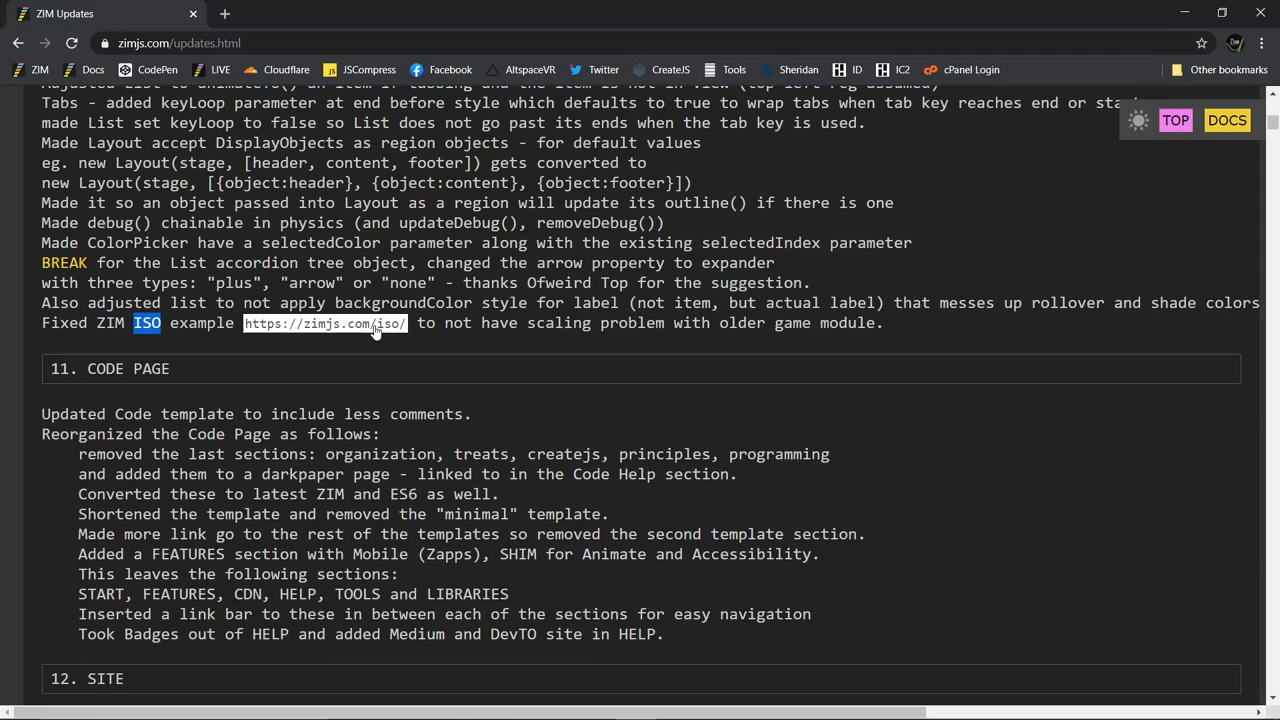 ZIM Updates
zimjs.com/updates.html
ZIM Docs CodePen LIVE Cloudflare JSCompress Facebook AltspaceVR Twitter CreateJS Tools Sheridan ID IC2 cPanel Login Other bookmarks
Tabs - added keyLoop parameter at end before style which defaults to true to wrap tabs when tab key reaches end or
TOP DOCS
made List set keyLoop to false so List does not go past its ends when the tab key is used.
Made Layout accept DisplayObjects as region objects - for default values
eg. new Layout(stage, [header, content, footer]) gets converted to
new Layout(stage, [{object:header}, {object:content}, {object:footer}])
Made it so an object passed into Layout as a region will update its outline() if there is one
Made debug() chainable in physics (and updateDebug(), removeDebug())
Made ColorPicker have a selectedColor parameter along with the existing selectedIndex parameter
BREAK for the List accordion tree object, changed the arrow property to expander
with three types: "plus", "arrow" or "none" - thanks Ofweird Top for the suggestion.
Also adjusted list to not apply backgroundColor style for label (not item, but actual label) that messes up rollover and shade colors
Fixed ZIM ISO example https://zimjs.com/iso/ to not have scaling problem with older game module.
11. CODE PAGE
Updated Code template to include less comments.
Reorganized the Code Page as follows:
removed the last sections: organization, treats, createjs, principles, programming
and added them to a darkpaper page - linked to in the Code Help section.
Converted these to latest ZIM and ES6 as well.
Shortened the template and removed the "minimal" template.
Made more link go to the rest of the templates so removed the second template section.
Added a FEATURES section with Mobile (Zapps), SHIM for Animate and Accessibility.
This leaves the following sections:
START, FEATURES, CDN, HELP, TOOLS and LIBRARIES
Inserted a link bar to these in between each of the sections for easy navigation
Took Badges out of HELP and added Medium and DevTO site in HELP.
12. SITE